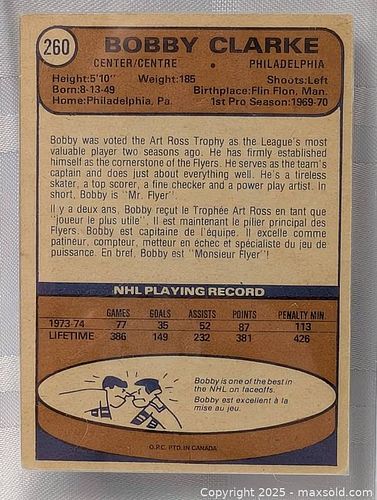 260
BOBBY CLARKE
CENTER/CENTRE • PHILADELPHIA
Height:5'10" Weight:185 Shoots:Left
Born:8-13-49 Birthplace:Flin Flon, Man.
Home:Philadelphia, Pa. 1st Pro Season:1969-70
Bobby was voted the Art Ross Trophy as the League's most
valuable player two seasons ago. He has firmly established
himself as the cornerstone of the Flyers. He serves as the team's
captain and does just about everything well. He's a tireless
skater, a top scorer, a fine checker and a power play artist. In
short, Bobby is "Mr. Flyer".
Il y a deux ans, Bobby reçut le Trophée Art Ross en tant que
"joueur le plus utile". Il est maintenant le pilier principal des
Flyers. Bobby est capitaine de l'équipe. Il excelle comme
patineur, compteur, metteur en échec et spécialiste du jeu de
puissance. En bref, Bobby est "Monsieur Flyer"!
NHL PLAYING RECORD
GAMES GOALS ASSISTS POINTS PENALTY MIN.
1973-74 77 35 52 87 113
LIFETIME 386 149 232 381 426
Bobby is one of the best in
the NHL on faceoffs.
Bobby est excellent à la
mise au jeu.
O.P.C. PTD. IN CANADA
Copyright © 2025 - maxsold.com